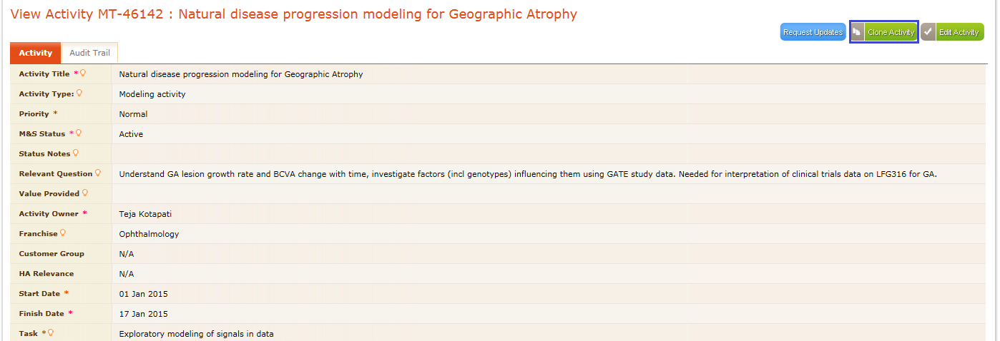 View Activity MT-46142 : Natural disease progression modeling for Geographic Atrophy
Request Updates Clone Activity Edit Activity
Activity Audit Trail
Activity Title * Natural disease progression modeling for Geographic Atrophy
Activity Type: Modeling activity
Priority * Normal
M&S Status * Active
Status Notes
Relevant Question Understand GA lesion growth rate and BCVA change with time, investigate factors (incl genotypes) influencing them using GATE study data. Needed for interpretation of clinical trials data on LFG316 for GA.
Value Provided
Activity Owner * Teja Kotapati
Franchise Ophthalmology
Customer Group N/A
HA Relevance N/A
Start Date * 01 Jan 2015
Finish Date * 17 Jan 2015
Task * Exploratory modeling of signals in data